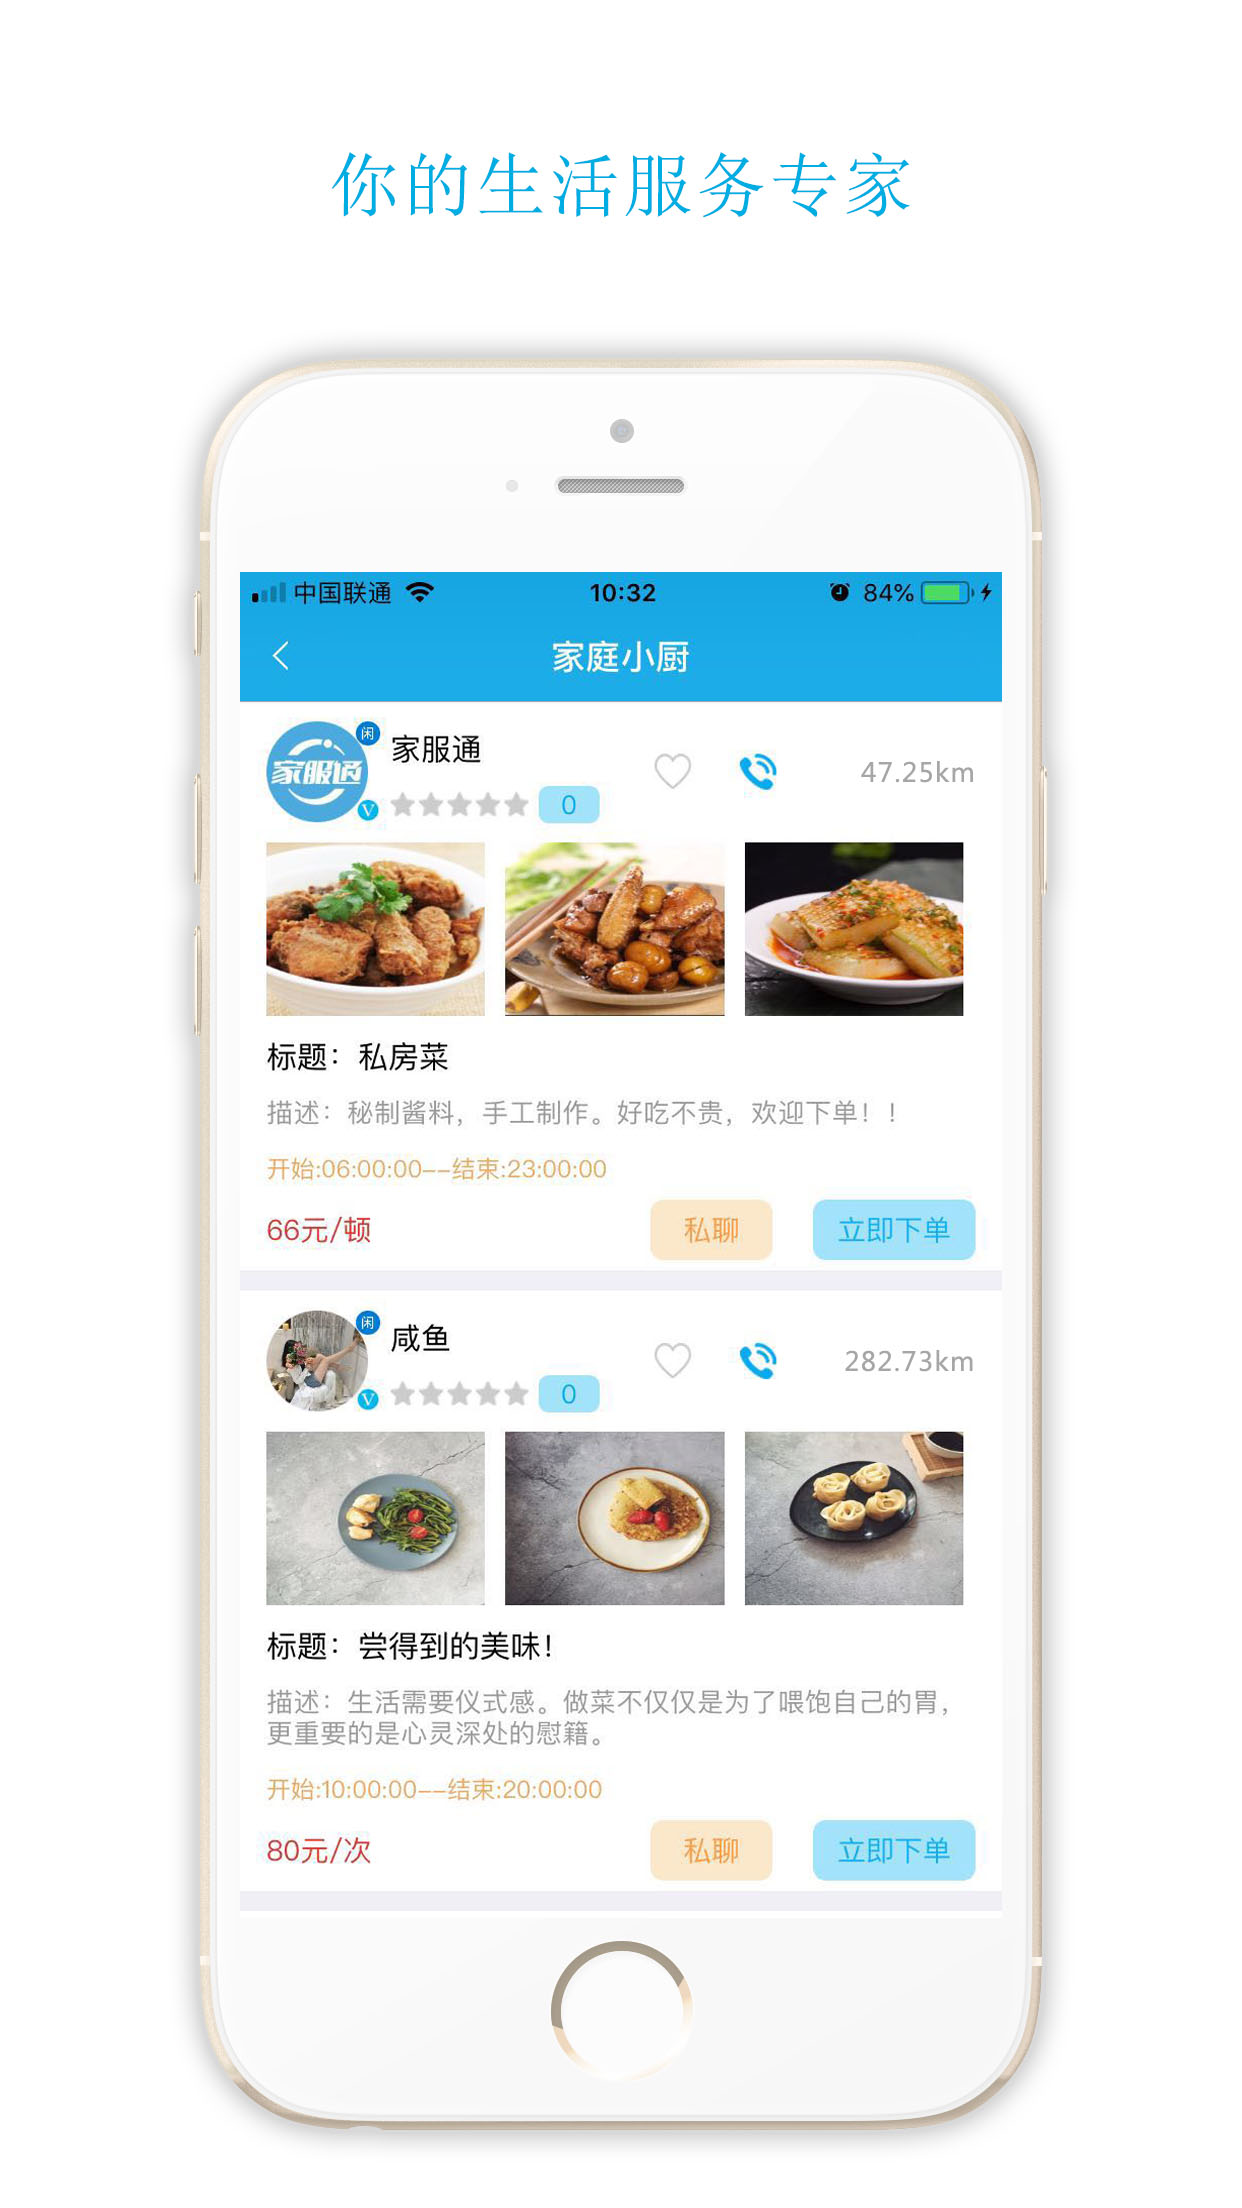 你的生活服务专家
中国联通 10:32 84%
家庭小厨
闲
家服通
家服通
47.25km
V
0
标题：私房菜
描述：秘制酱料，手工制作。好吃不贵，欢迎下单！！
开始:06:00:00--结束:23:00:00
66元/顿 私聊 立即下单
闲
咸鱼
282.73km
V
0
标题：尝得到的美味！
描述：生活需要仪式感。做菜不仅仅是为了喂饱自己的胃，
更重要的是心灵深处的慰籍。
开始:10:00:00--结束:20:00:00
80元/次 私聊 立即下单